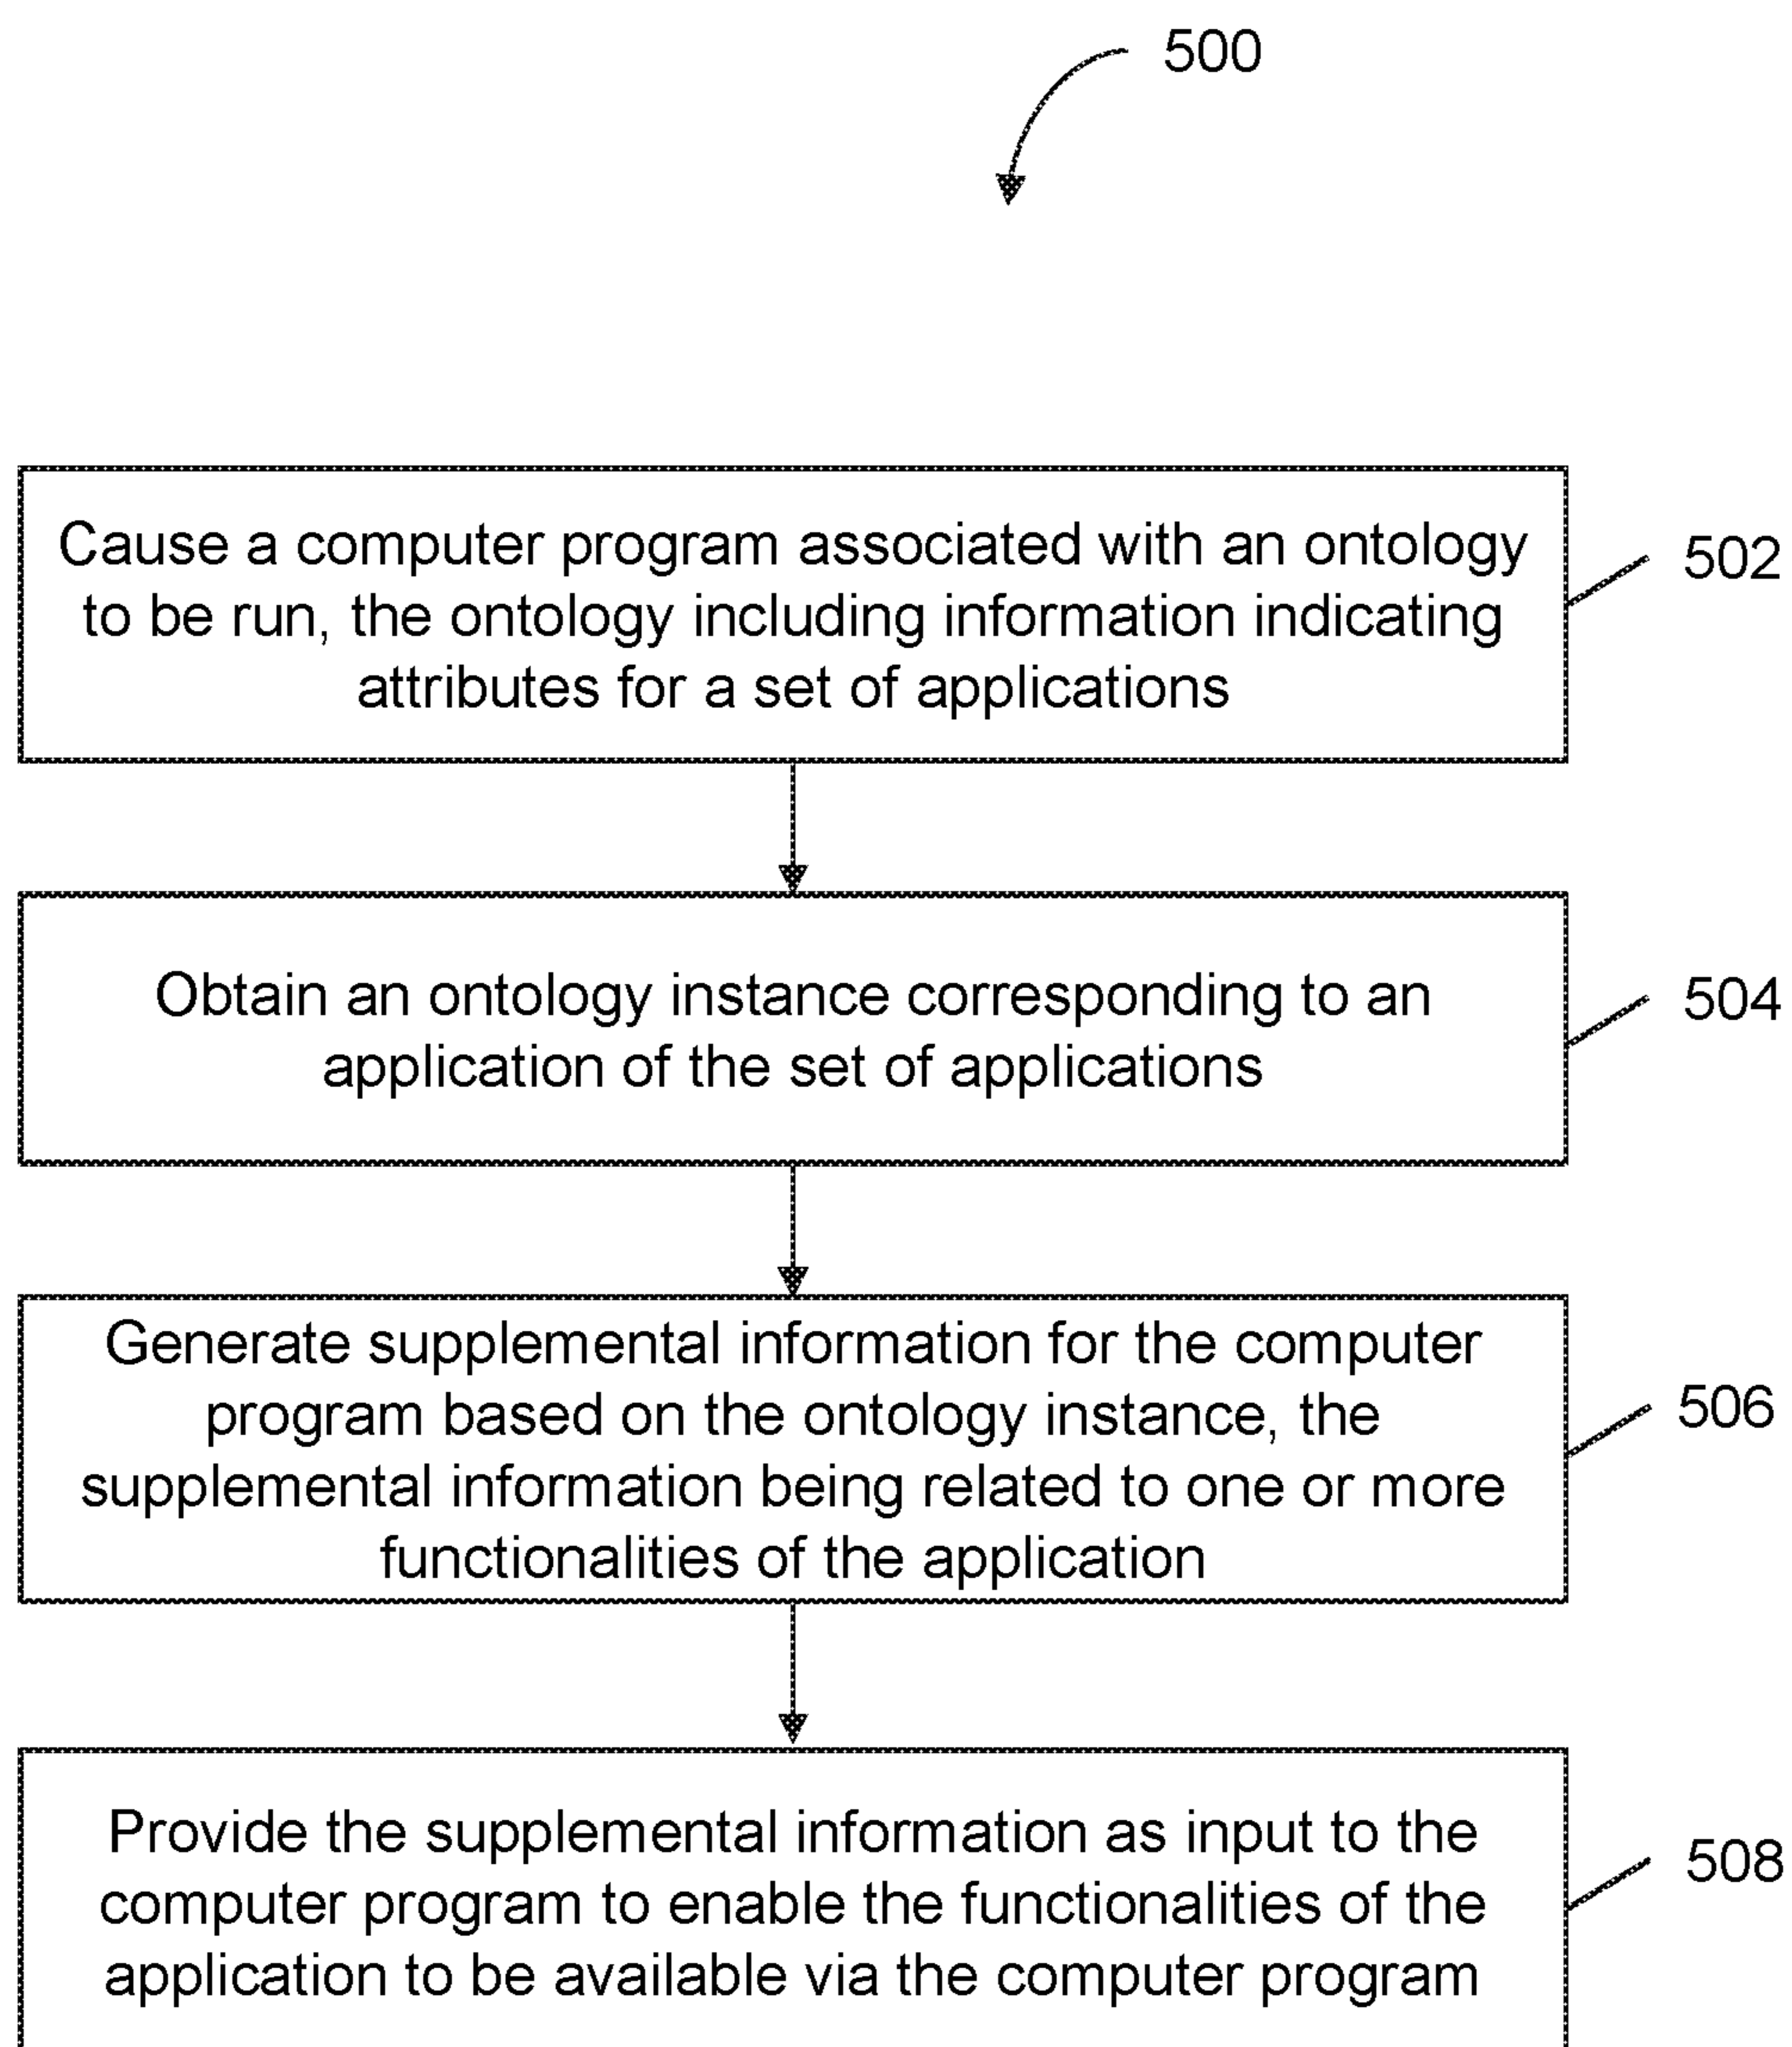 500
Cause a computer program associated with an ontology
to be run, the ontology including information indicating
attributes for a set of applications
502
Obtain an ontology instance corresponding to an
application of the set of applications
504
Generate supplemental information for the computer
program based on the ontology instance, the
supplemental information being related to one or more
functionalities of the application
506
Provide the supplemental information as input to the
computer program to enable the functionalities of the
application to be available via the computer program
508